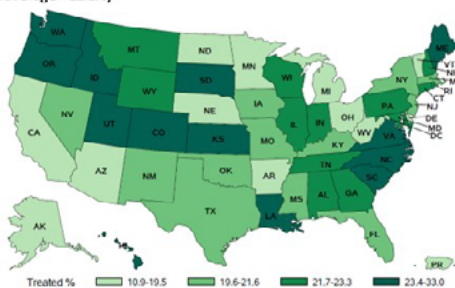 WA
MT
ND
MN
ME
OR
ID
SD
WI
MI
NY
VT
WY
RI
CT
NE
IA
PA
NJ
NV
UT
CO
KS
IL
IN
OH
DE
MD
DC
CA
MO
WV
VA
KY
AZ
NM
OK
AR
TN
NC
SC
MS
AL
GA
TX
LA
AK
FL
PR
Treated % 10.9-19.5 19.6-21.6 21.7-23.3 23.4-33.0